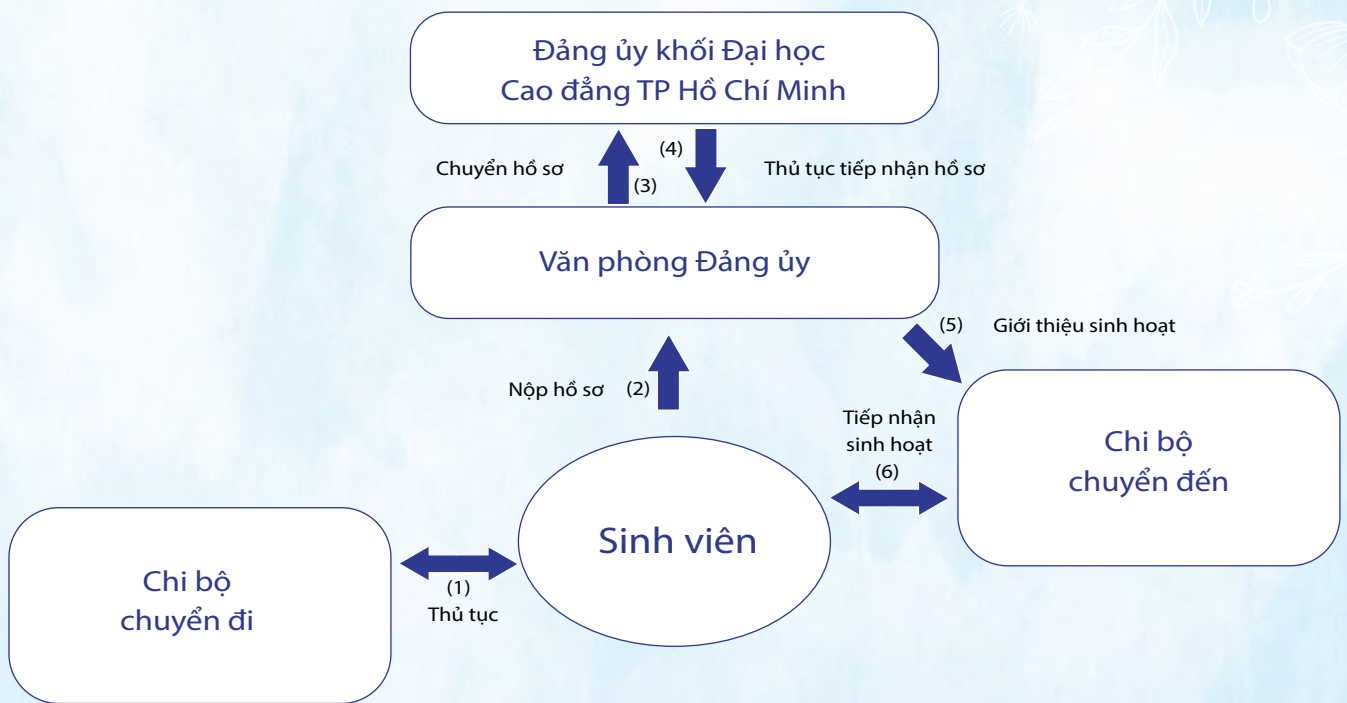 Đảng ủy khối Đại học
Cao đẳng TP Hồ Chí Minh
Chuyển hồ sơ
(3)
(4)
Thủ tục tiếp nhận hồ sơ
Văn phòng Đảng ủy
(5)
Giới thiệu sinh hoạt
Nộp hồ sơ
(2)
Tiếp nhận
sinh hoạt
(6)
Chi bộ
chuyển đến
Sinh viên
Chi bộ
chuyển đi
(1)
Thủ tục